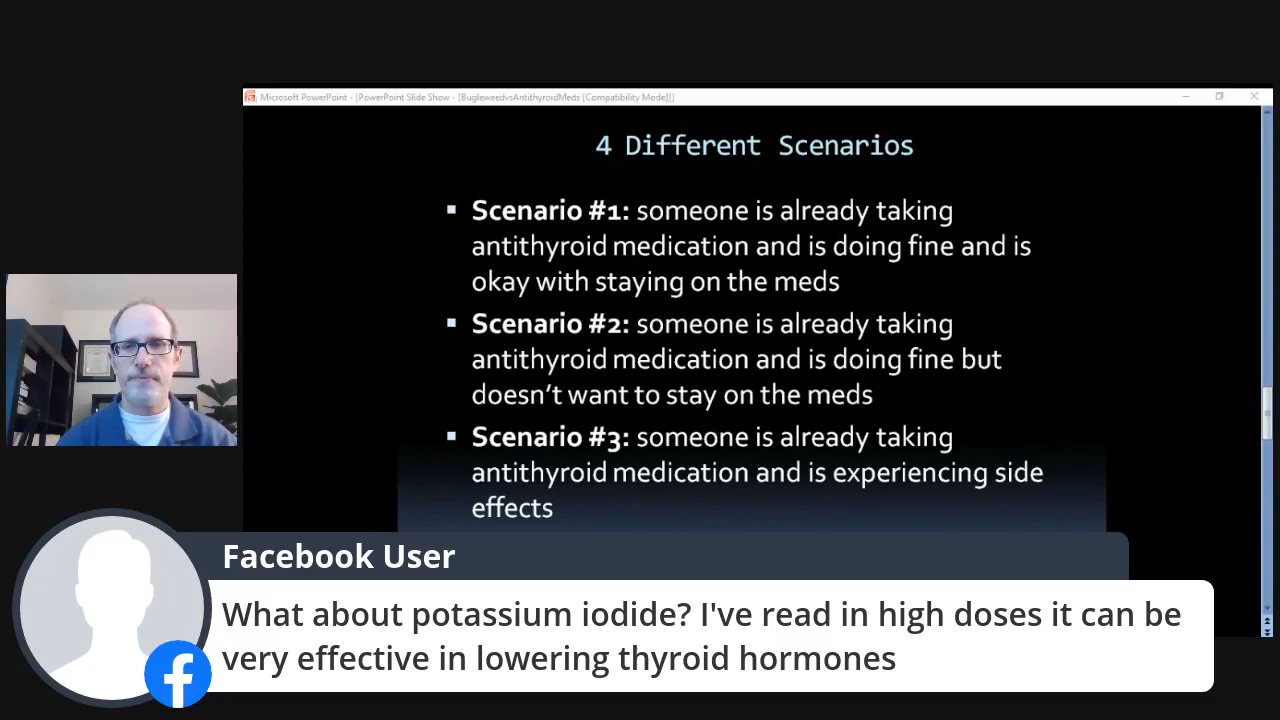 Microsoft PowerPoint - [PowerPoint Slide Show - [BugleweedvsAntithyroidMeds [Compatibility Mode]]]
4 Different Scenarios
▪ Scenario #1: someone is already taking
antithyroid medication and is doing fine and is
okay with staying on the meds
▪ Scenario #2: someone is already taking
antithyroid medication and is doing fine but
doesn't want to stay on the meds
▪ Scenario #3: someone is already taking
antithyroid medication and is experiencing side
effects
Facebook User
What about potassium iodide? I've read in high doses it can be
very effective in lowering thyroid hormones